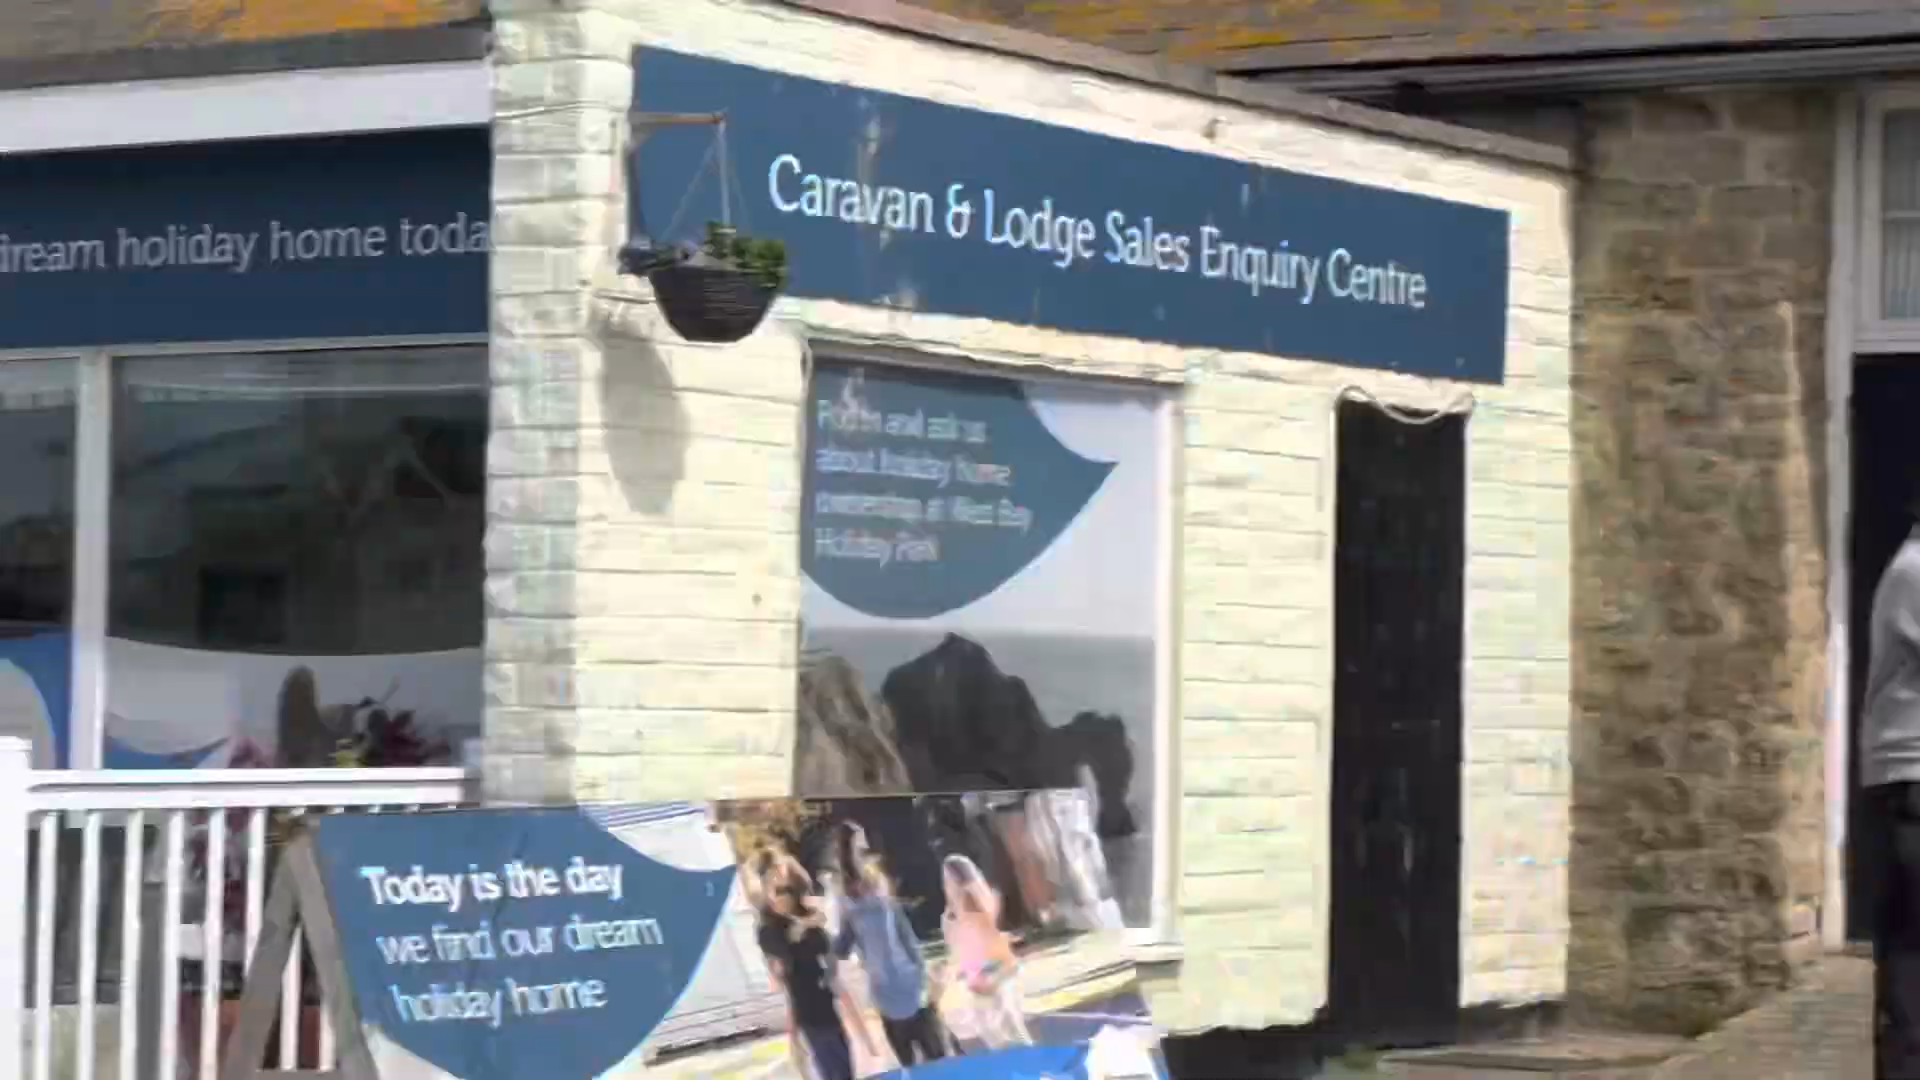 dream holiday home toda
Caravan & Lodge Sales Enquiry Centre
Pop in and ask us
about holiday home
ownership at West Bay
Holiday Park
Today is the day
we find our dream
holiday home